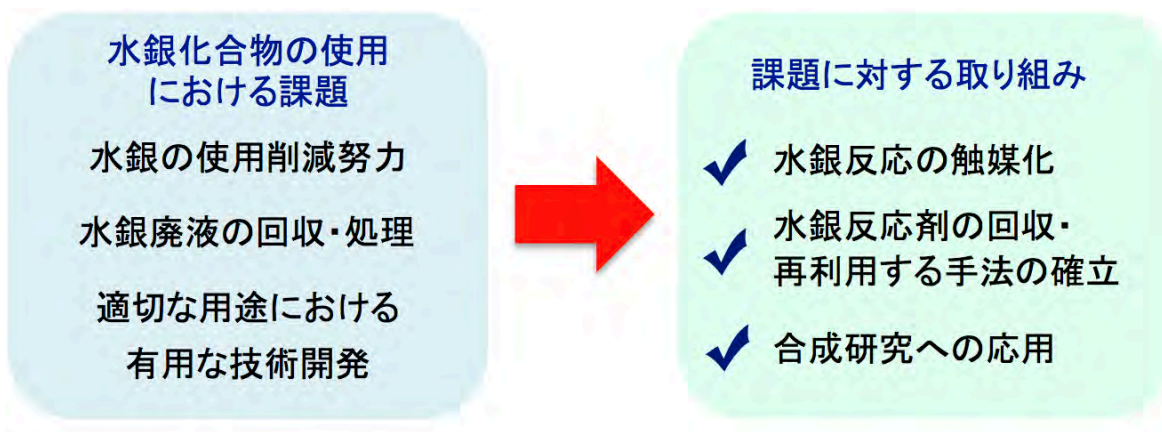 水銀化合物の使用
における課題
水銀の使用削減努力
水銀廃液の回収・処理
適切な用途における
有用な技術開発
課題に対する取り組み
水銀反応の触媒化
水銀反応剤の回収・
再利用する手法の確立
合成研究への応用